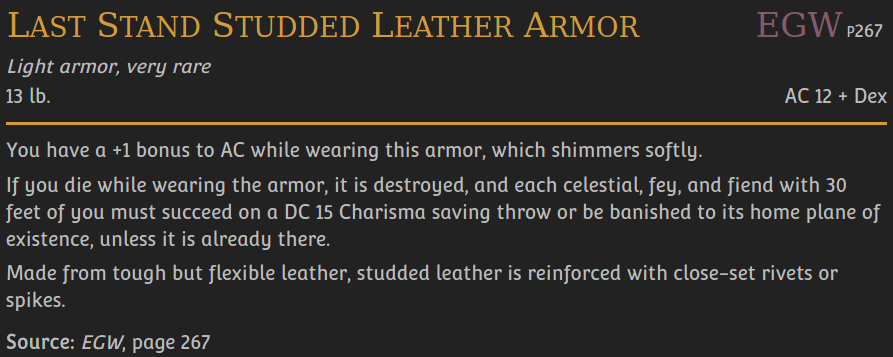 Last Stand Studded Leather Armor EGW P267
Light armor, very rare
13 lb. AC 12 + Dex
You have a +1 bonus to AC while wearing this armor, which shimmers softly.
If you die while wearing the armor, it is destroyed, and each celestial, fey, and fiend with 30
feet of you must succeed on a DC 15 Charisma saving throw or be banished to its home plane of
existence, unless it is already there.
Made from tough but flexible leather, studded leather is reinforced with close-set rivets or
spikes.
Source: EGW, page 267